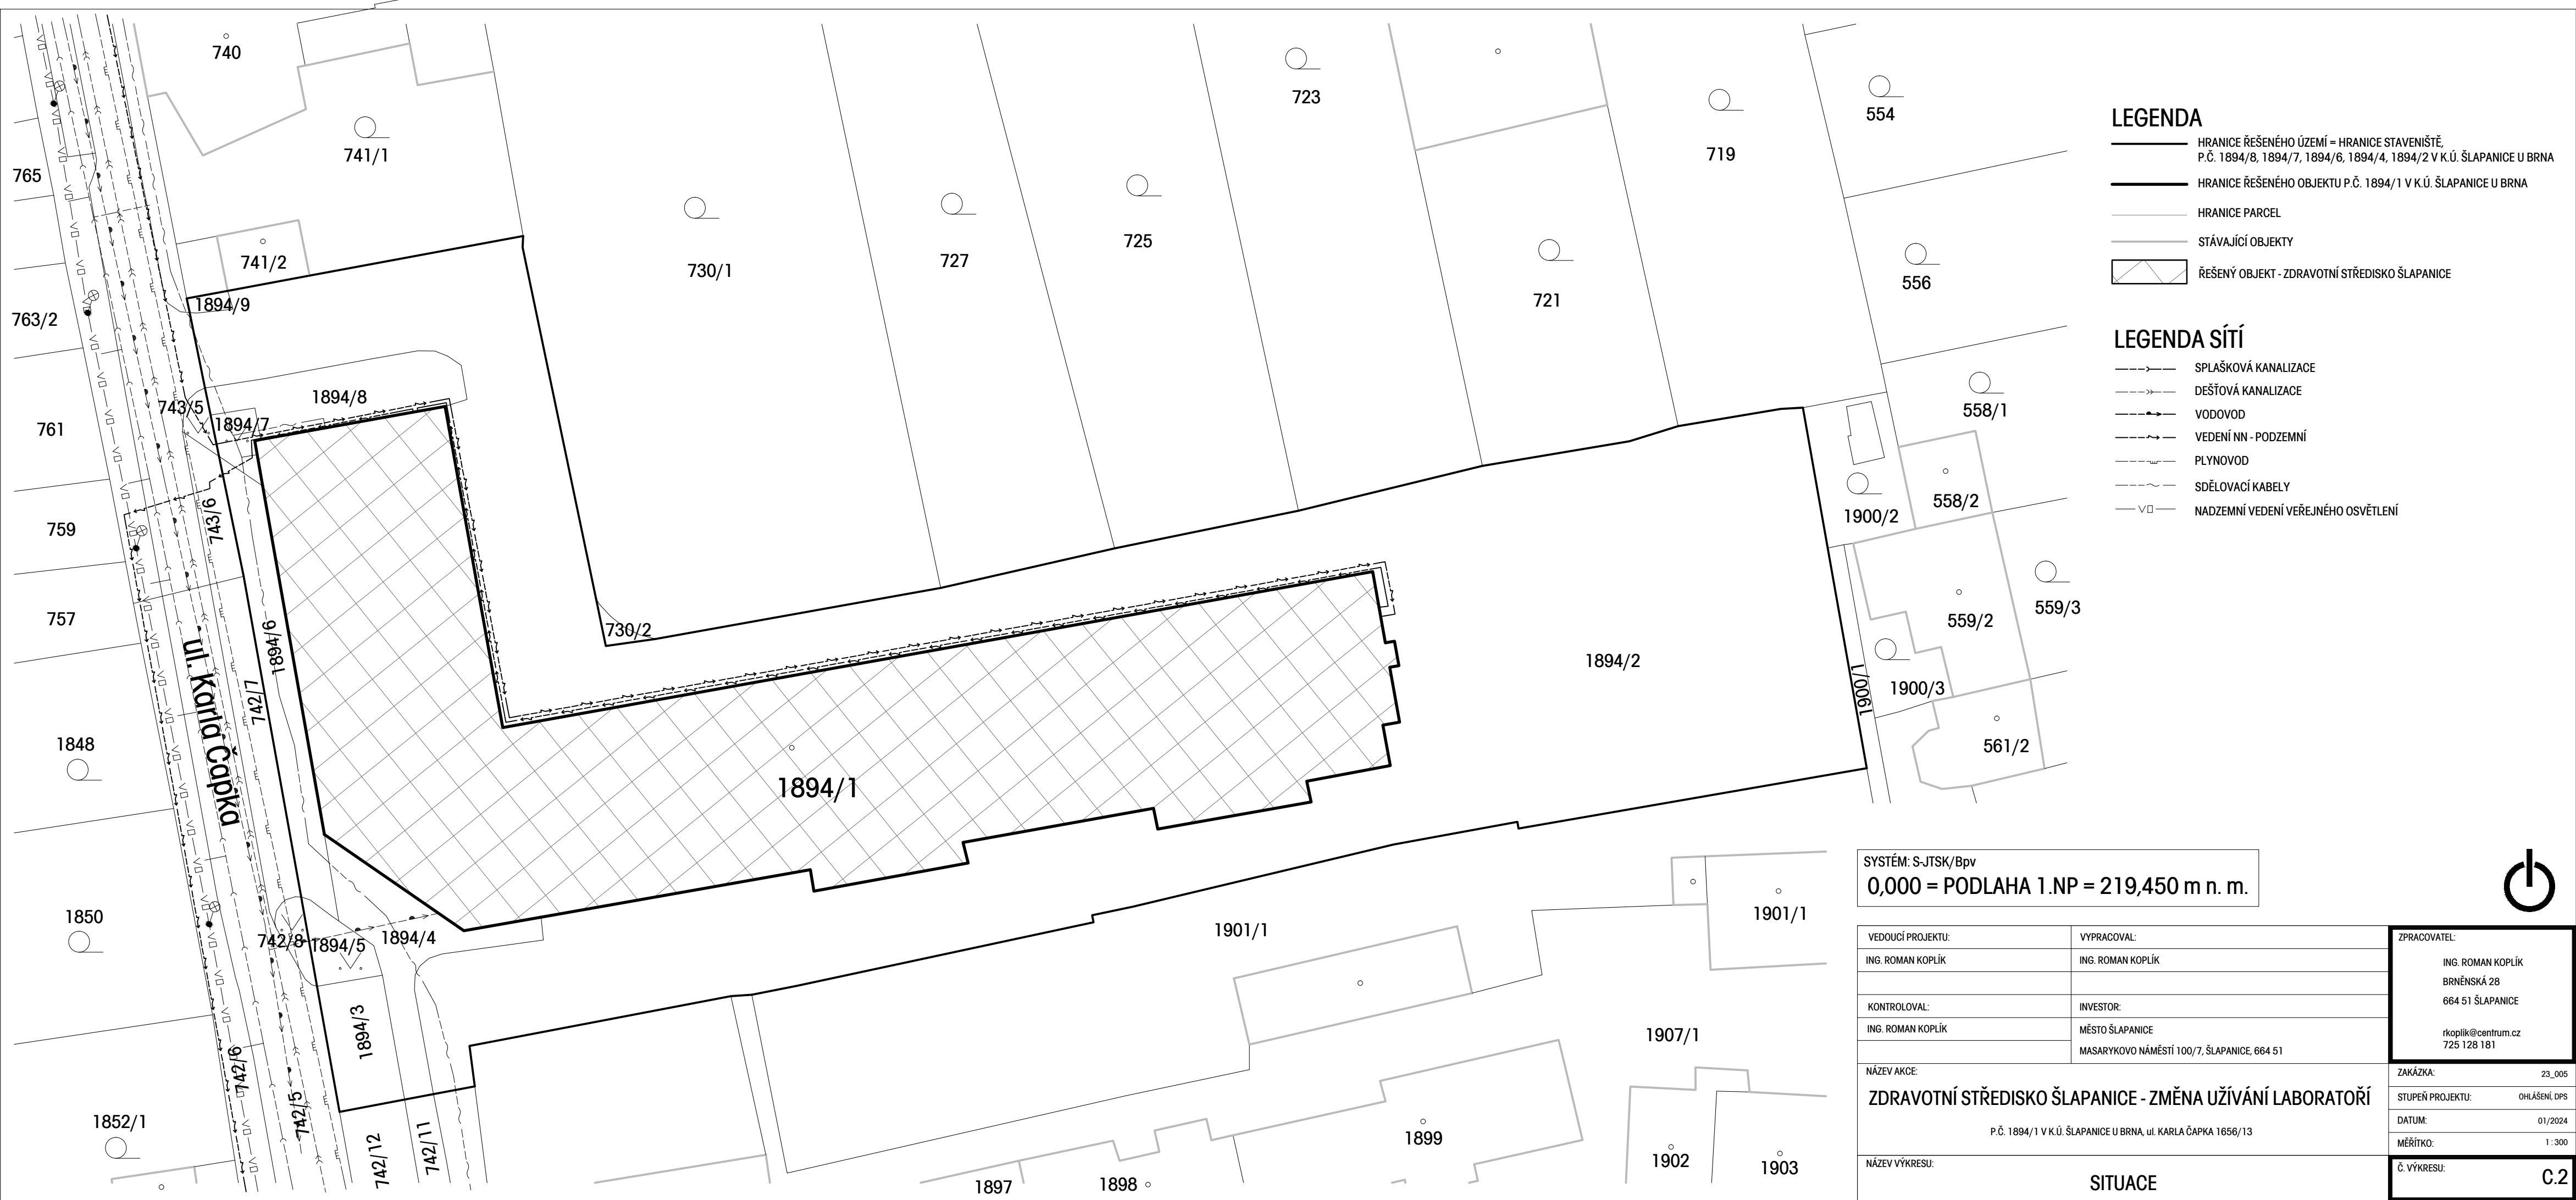 740
723
554
741/1
719
765
741/2
730/1
727
725
721
556
1894/9
763/2
743/5
1894/8
1894/7
761
558/1
1900/2
558/2
743/6
759
757
ul. Karla Čapka
1894/6
742/7
730/2
1894/2
559/2
559/3
1900/1
1900/3
561/2
1848
1894/1
1850
742/8
1894/5
1894/4
1901/1
1901/1
1894/3
1907/1
742/6
742/5
1852/1
742/12
742/11
1899
1897
1898
1902
1903
LEGENDA
HRANICE ŘEŠENÉHO ÚZEMÍ = HRANICE STAVENIŠTĚ,
P.Č. 1894/8, 1894/7, 1894/6, 1894/4, 1894/2 V K.Ú. ŠLAPANICE U BRNA
HRANICE ŘEŠENÉHO OBJEKTU P.Č. 1894/1 V K.Ú. ŠLAPANICE U BRNA
HRANICE PARCEL
STÁVAJÍCÍ OBJEKTY
ŘEŠENÝ OBJEKT - ZDRAVOTNÍ STŘEDISKO ŠLAPANICE
LEGENDA SÍTÍ
SPLAŠKOVÁ KANALIZACE
DEŠŤOVÁ KANALIZACE
VODOVOD
VEDENÍ NN - PODZEMNÍ
PLYNOVOD
SDĚLOVACÍ KABELY
NADZEMNÍ VEDENÍ VEŘEJNÉHO OSVĚTLENÍ
SYSTÉM: S-JTSK/Bpv
0,000 = PODLAHA 1.NP = 219,450 m n. m.
VEDOUCÍ PROJEKTU:
ING. ROMAN KOPLÍK
VYPRACOVAL:
ING. ROMAN KOPLÍK
KONTROLOVAL:
ING. ROMAN KOPLÍK
INVESTOR:
MĚSTO ŠLAPANICE
MASARYKOVO NÁMĚSTÍ 100/7, ŠLAPANICE, 664 51
ZPRACOVATEL:
ING. ROMAN KOPLÍK
BRNĚNSKÁ 28
664 51 ŠLAPANICE
rkoplik@centrum.cz
725 128 181
NÁZEV AKCE:
ZDRAVOTNÍ STŘEDISKO ŠLAPANICE - ZMĚNA UŽÍVÁNÍ LABORATOŘÍ
P.Č. 1894/1 V K.Ú. ŠLAPANICE U BRNA, ul. KARLA ČAPKA 1656/13
ZAKÁZKA: 23_005
STUPEŇ PROJEKTU: OHLÁŠENÍ, DPS
DATUM: 01/2024
MĚŘÍTKO: 1 : 300
NÁZEV VÝKRESU:
SITUACE
Č. VÝKRESU:
C.2